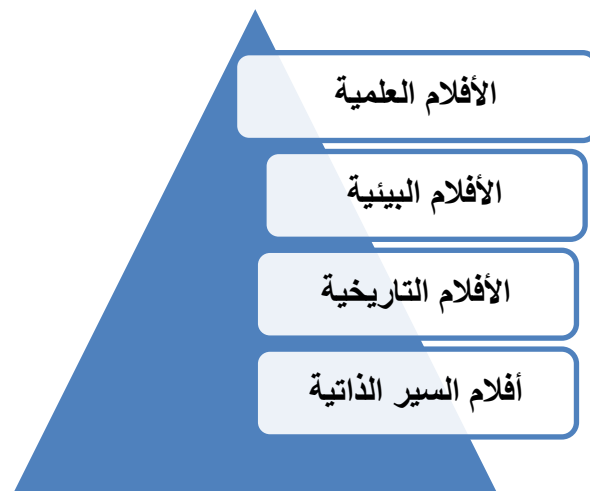 الأفلام العلمية
الأفلام البيئية
الأفلام التاريخية
أفلام السير الذاتية